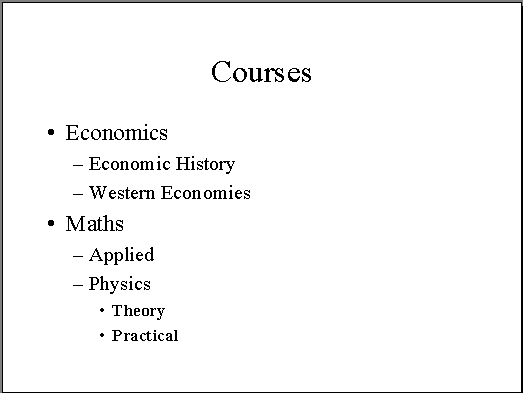 Courses
• Economics
– Economic History
– Western Economies
• Maths
– Applied
– Physics
• Theory
• Practical